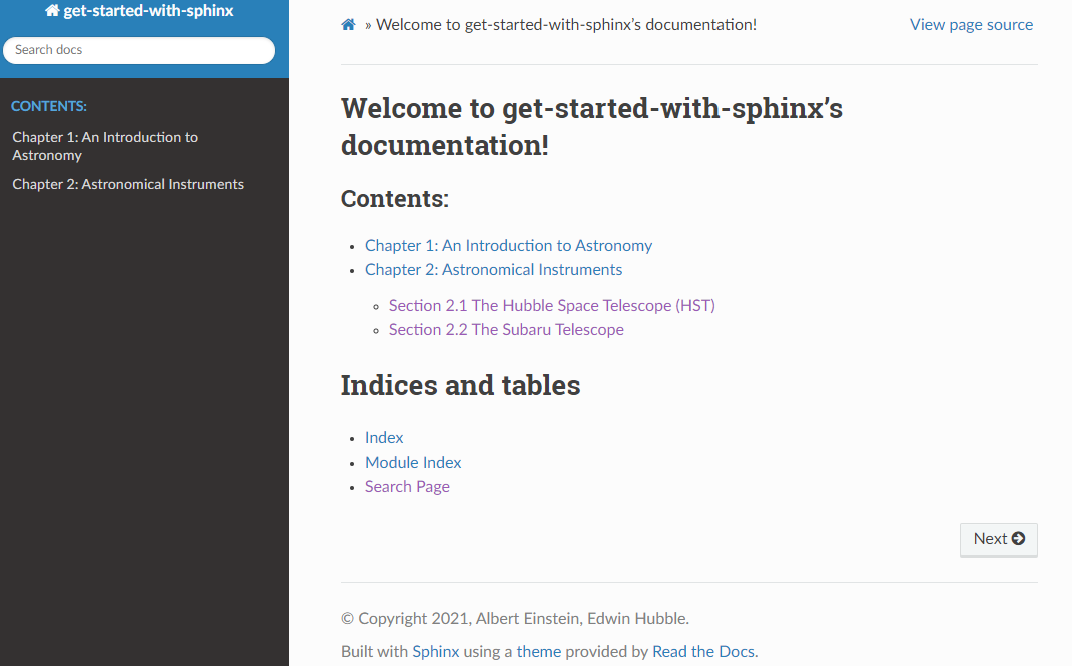 get-started-with-sphinx
Search docs
CONTENTS:
Chapter 1: An Introduction to
Astronomy
Chapter 2: Astronomical Instruments
» Welcome to get-started-with-sphinx’s documentation!
View page source
Welcome to get-started-with-sphinx’s
documentation!
Contents:
Chapter 1: An Introduction to Astronomy
Chapter 2: Astronomical Instruments
Section 2.1 The Hubble Space Telescope (HST)
Section 2.2 The Subaru Telescope
Indices and tables
Index
Module Index
Search Page
Next
© Copyright 2021, Albert Einstein, Edwin Hubble.
Built with Sphinx using a theme provided by Read the Docs.